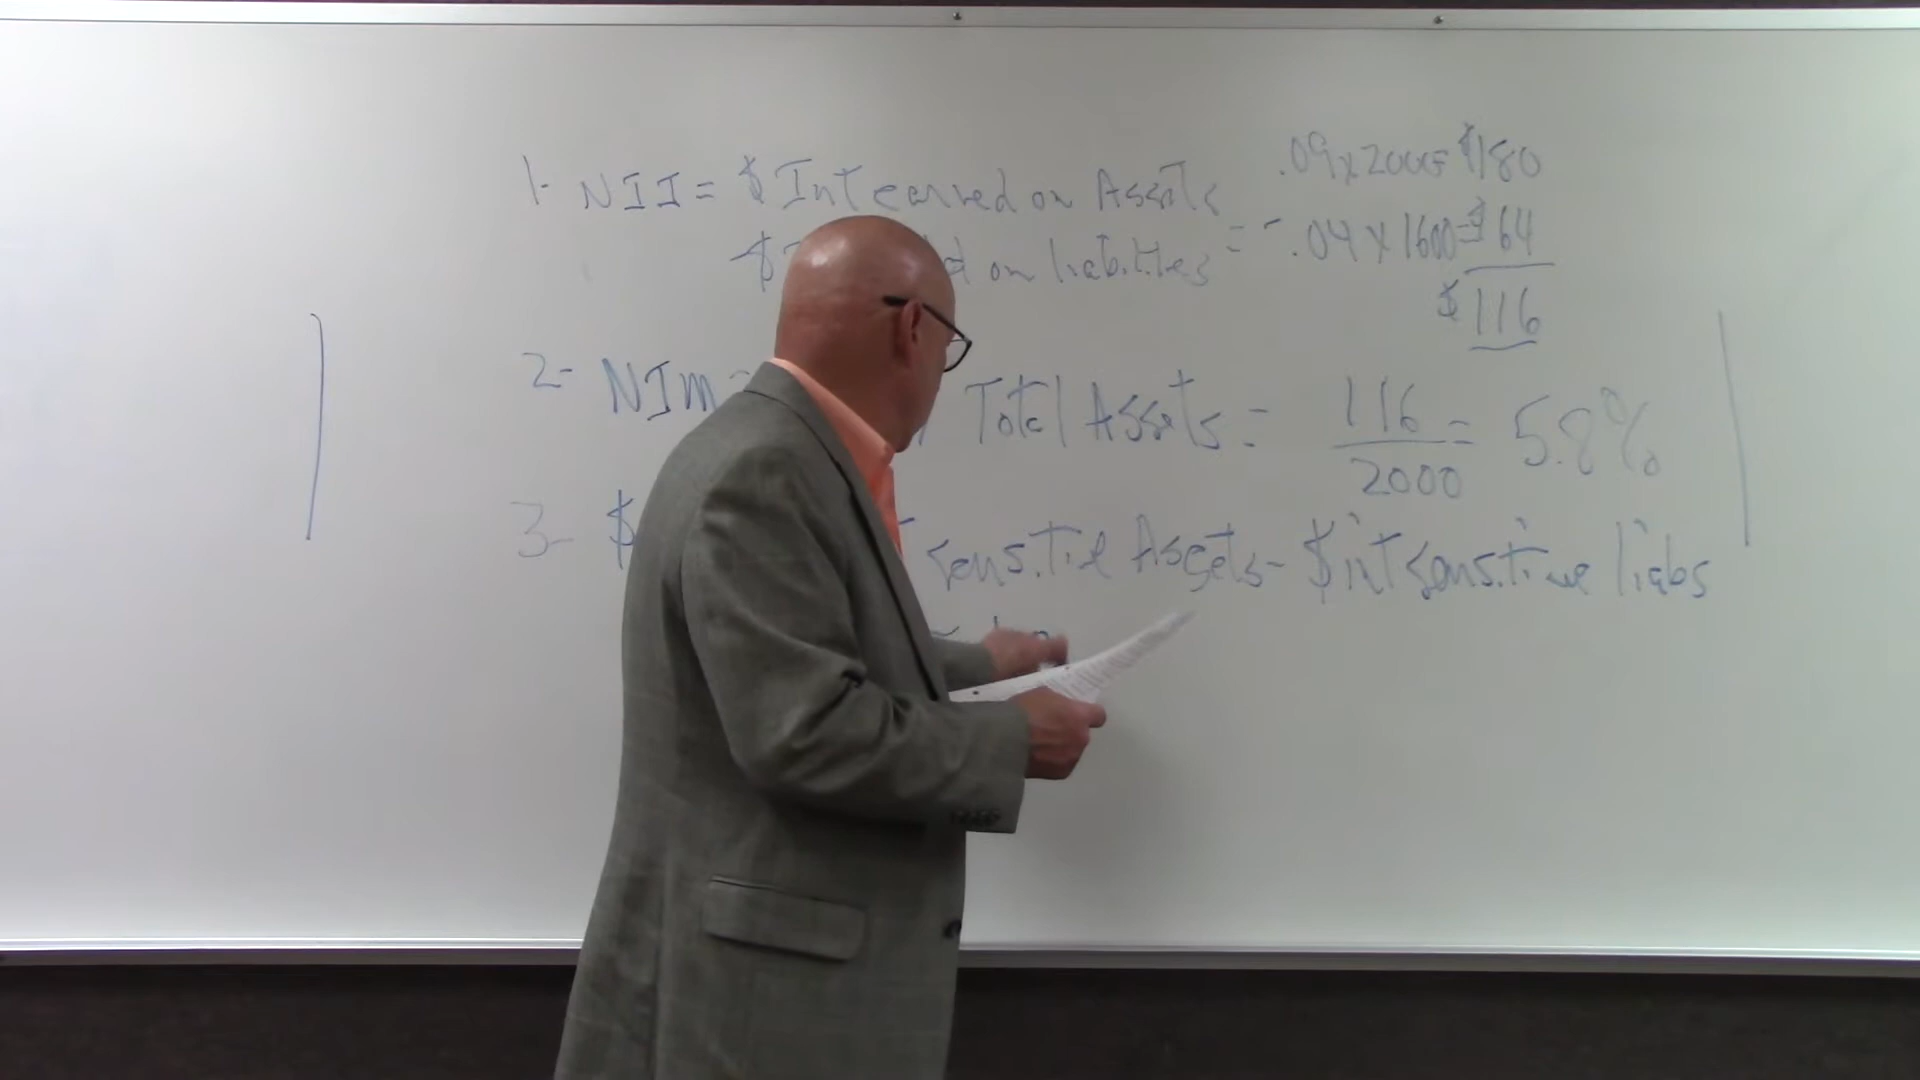 1- NII = $ Int earned on Assets .09 x 2000 = $180
$ on liabilities = - .04 x 1600 = $64
$116
2- NIM Total Assets = 116/2000 = 5.8%
3- $ sensitie Assets - $ int sensitive liabs